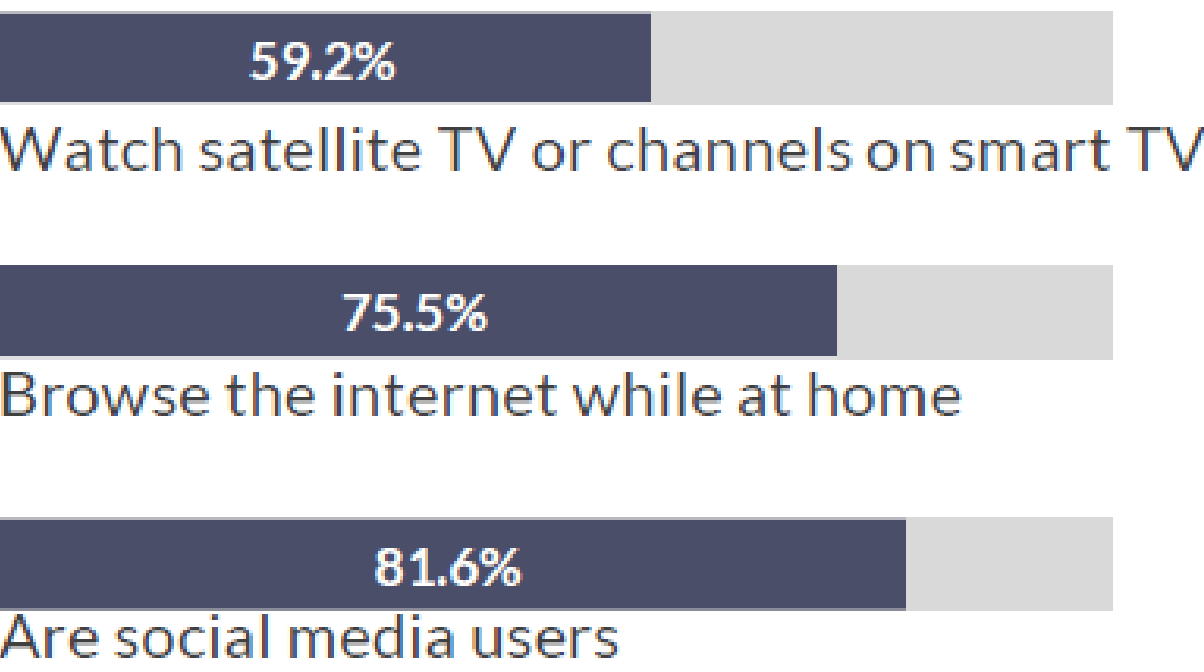 59.2%
Watch satellite TV or channels on smart TV
75.5%
Browse the internet while at home
81.6%
Are social media users